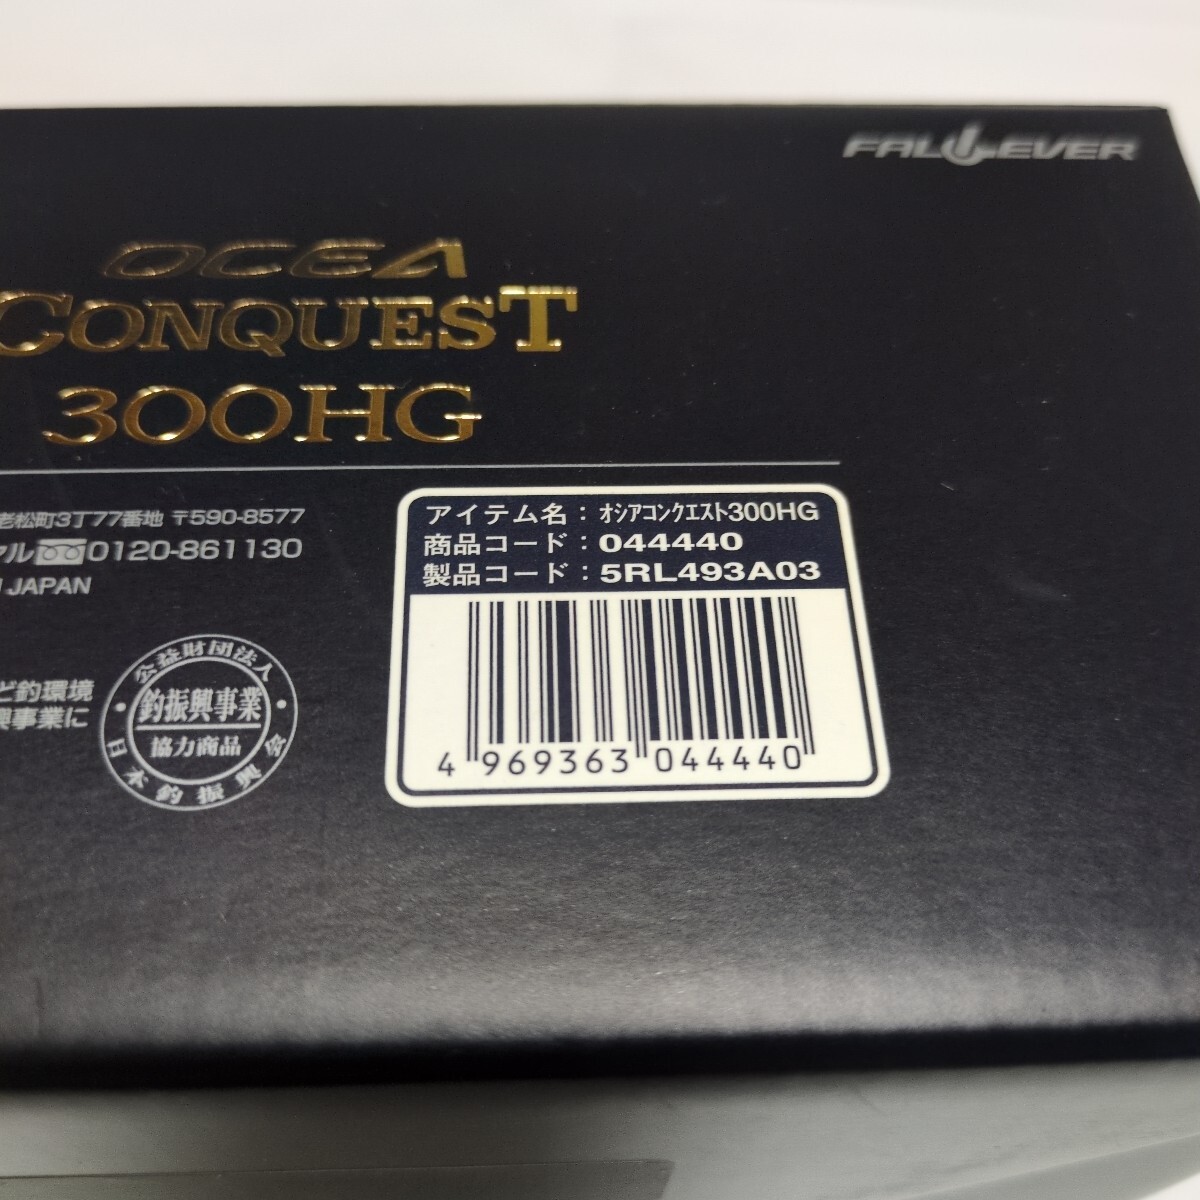 FALL EVER
OCEA
CONQUEST
300HG
老松町3丁77番地 〒590-8577
ヤル 0120-861130
JAPAN
アイテム名：オシアコンクエスト300HG
商品コード：044440
製品コード：5RL493A03
4 969363 044440
ど釣環境
興事業に
公益財団法人
釣振興事業
協力商品
日本釣振興会